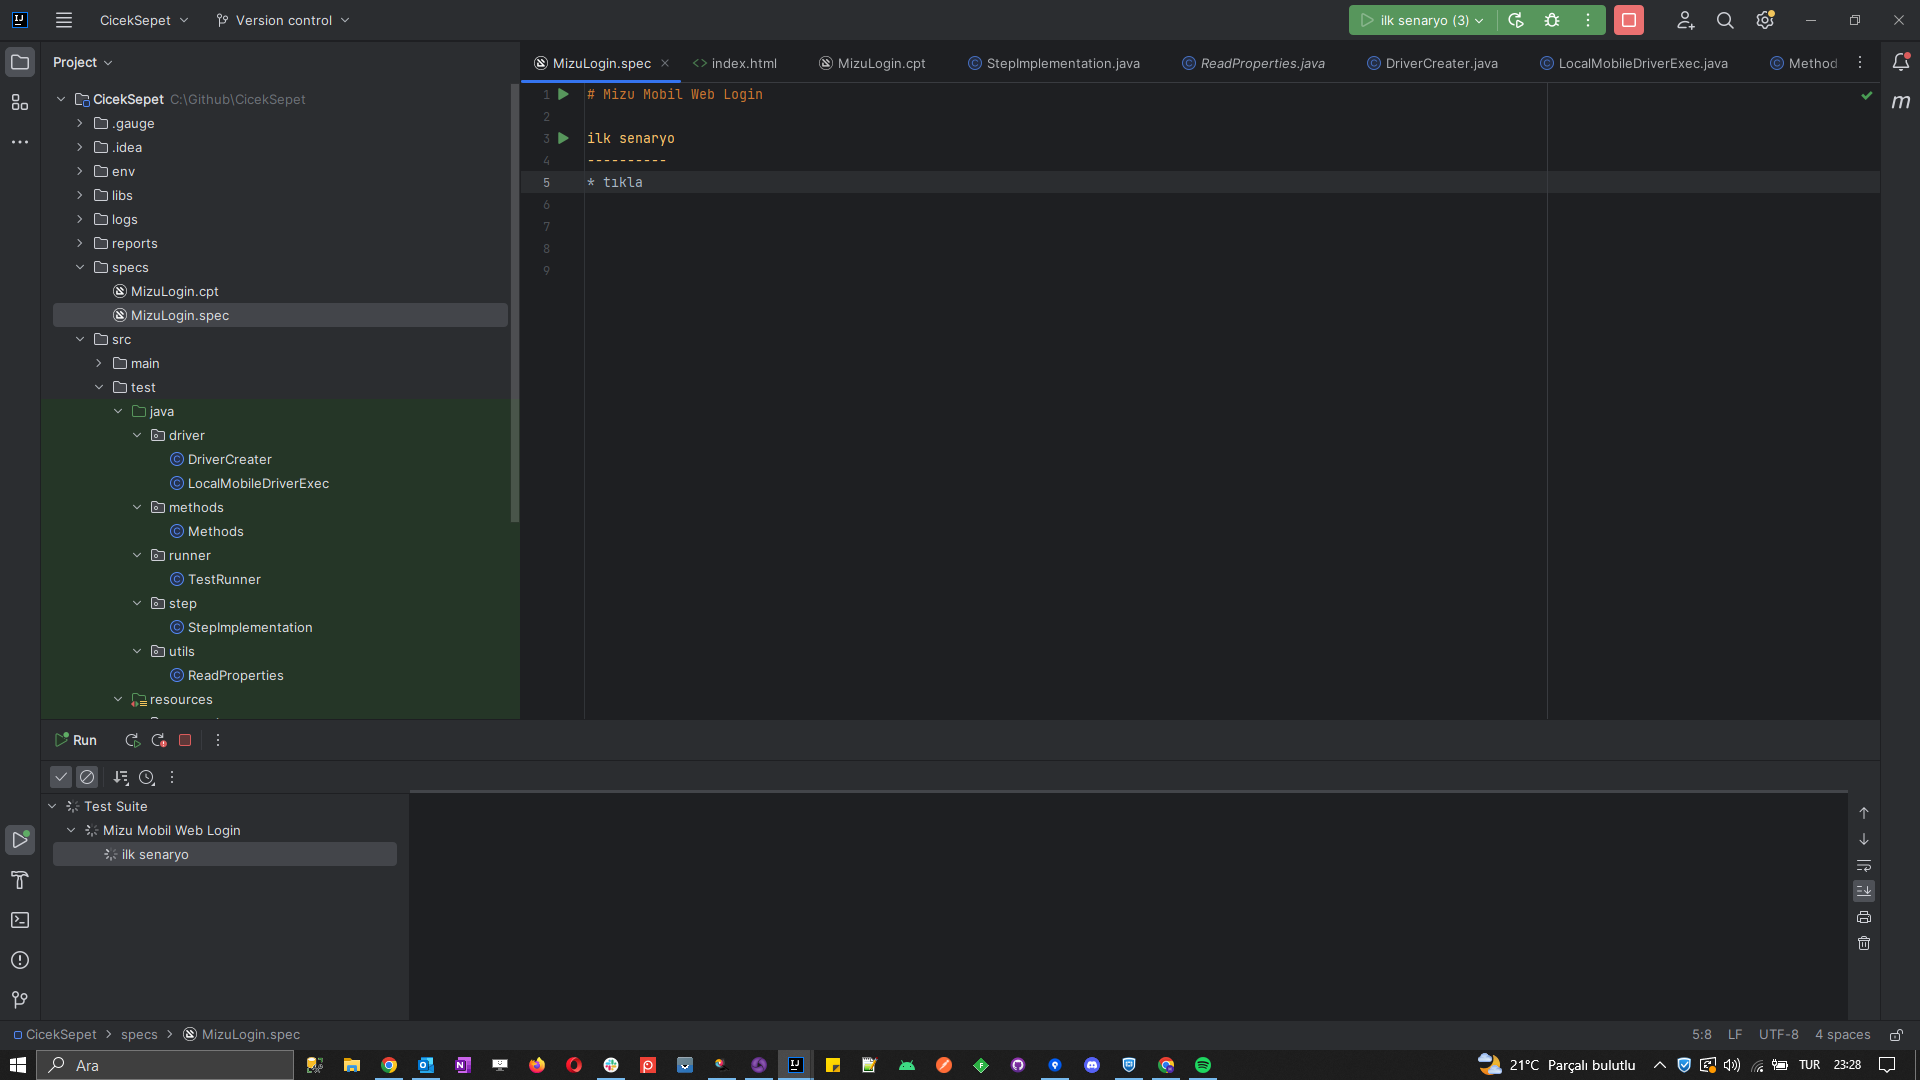 CicekSepet
Version control
ilk senaryo (3)
Project
MizuLogin.spec
index.html
MizuLogin.cpt
StepImplementation.java
ReadProperties.java
DriverCreater.java
LocalMobileDriverExec.java
Method
CicekSepet C:\Github\CicekSepet
.gauge
.idea
env
libs
logs
reports
specs
MizuLogin.cpt
MizuLogin.spec
src
main
test
java
driver
DriverCreater
LocalMobileDriverExec
methods
Methods
runner
TestRunner
step
StepImplementation
utils
ReadProperties
resources
1 # Mizu Mobil Web Login
2
3 ilk senaryo
4 ----------
5 * tıkla
6
7
8
9
m
Run
Test Suite
Mizu Mobil Web Login
ilk senaryo
CicekSepet > specs > MizuLogin.spec
5:8 LF UTF-8 4 spaces
Ara
21°C Parçalı bulutlu
TUR
23:28